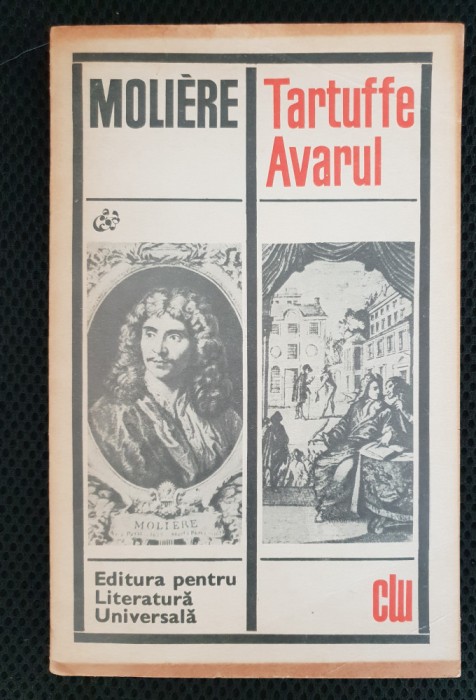 MOLIÈRE
Tartuffe
Avarul
MOLIERE
Editura pentru
Literatură
Universală
clu